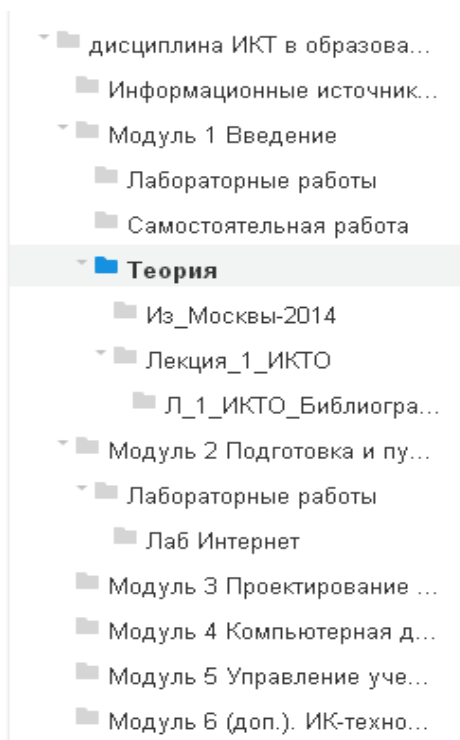 дисциплина ИКТ в образова...
Информационные источник...
Модуль 1 Введение
Лабораторные работы
Самостоятельная работа
Теория
Из_Москвы-2014
Лекция_1_ИКТО
Л_1_ИКТО_Библиогра...
Модуль 2 Подготовка и пу...
Лабораторные работы
Лаб Интернет
Модуль 3 Проектирование ...
Модуль 4 Компьютерная д...
Модуль 5 Управление уче...
Модуль 6 (доп.). ИК-техно...